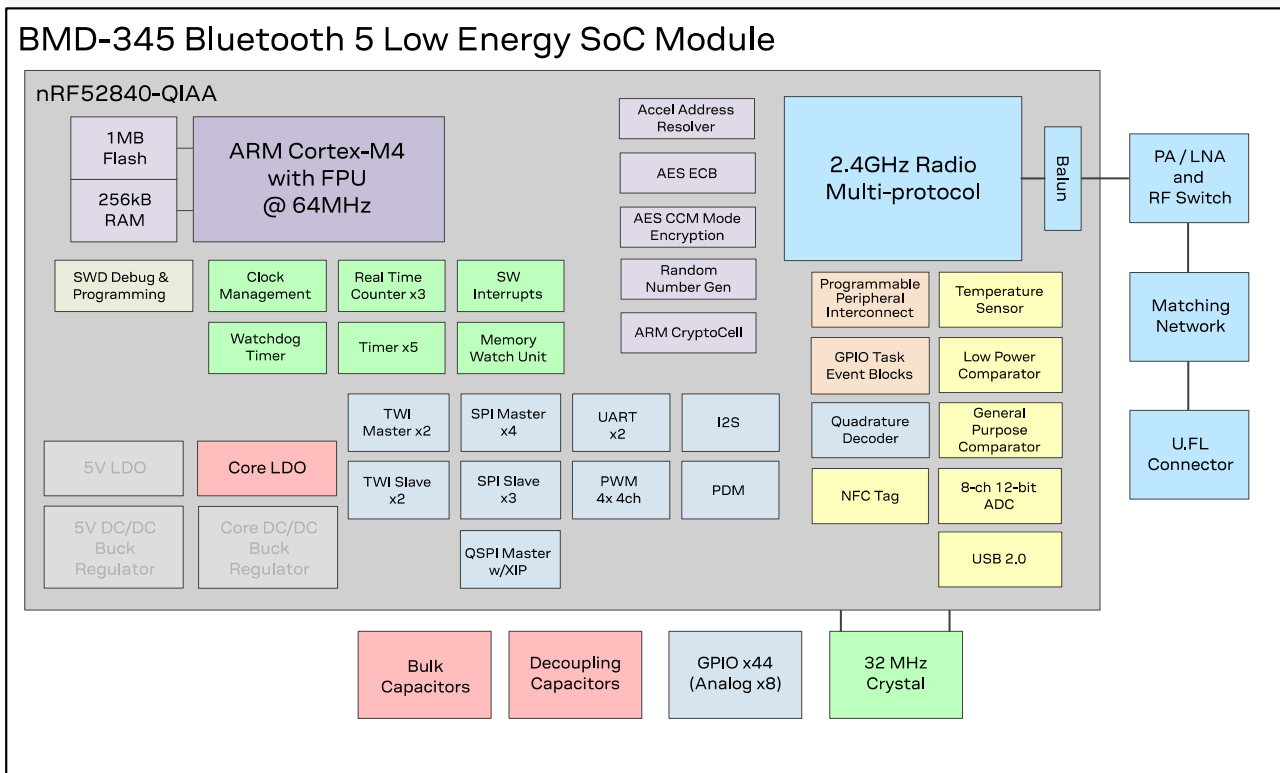 BMD-345 Bluetooth 5 Low Energy SoC Module
nRF52840-QIAA
1MB
Flash
256kB
RAM
ARM Cortex-M4
with FPU
@ 64MHz
Accel Address
Resolver
AES ECB
AES CCM Mode
Encryption
Random
Number Gen
ARM CryptoCell
2.4GHz Radio
Multi-protocol
Balun
PA / LNA
and
RF Switch
Matching
Network
U.FL
Connector
SWD Debug &
Programming
Clock
Management
Real Time
Counter x3
SW
Interrupts
Watchdog
Timer
Timer x5
Memory
Watch Unit
Programmable
Peripheral
Interconnect
Temperature
Sensor
GPIO Task
Event Blocks
Low Power
Comparator
Quadrature
Decoder
General
Purpose
Comparator
NFC Tag
8-ch 12-bit
ADC
USB 2.0
TWI
Master x2
SPI Master
x4
UART
x2
I2S
TWI Slave
x2
SPI Slave
x3
PWM
4x 4ch
PDM
QSPI Master
w/XIP
5V LDO
Core LDO
5V DC/DC
Buck
Regulator
Core DC/DC
Buck
Regulator
Bulk
Capacitors
Decoupling
Capacitors
GPIO x44
(Analog x8)
32 MHz
Crystal